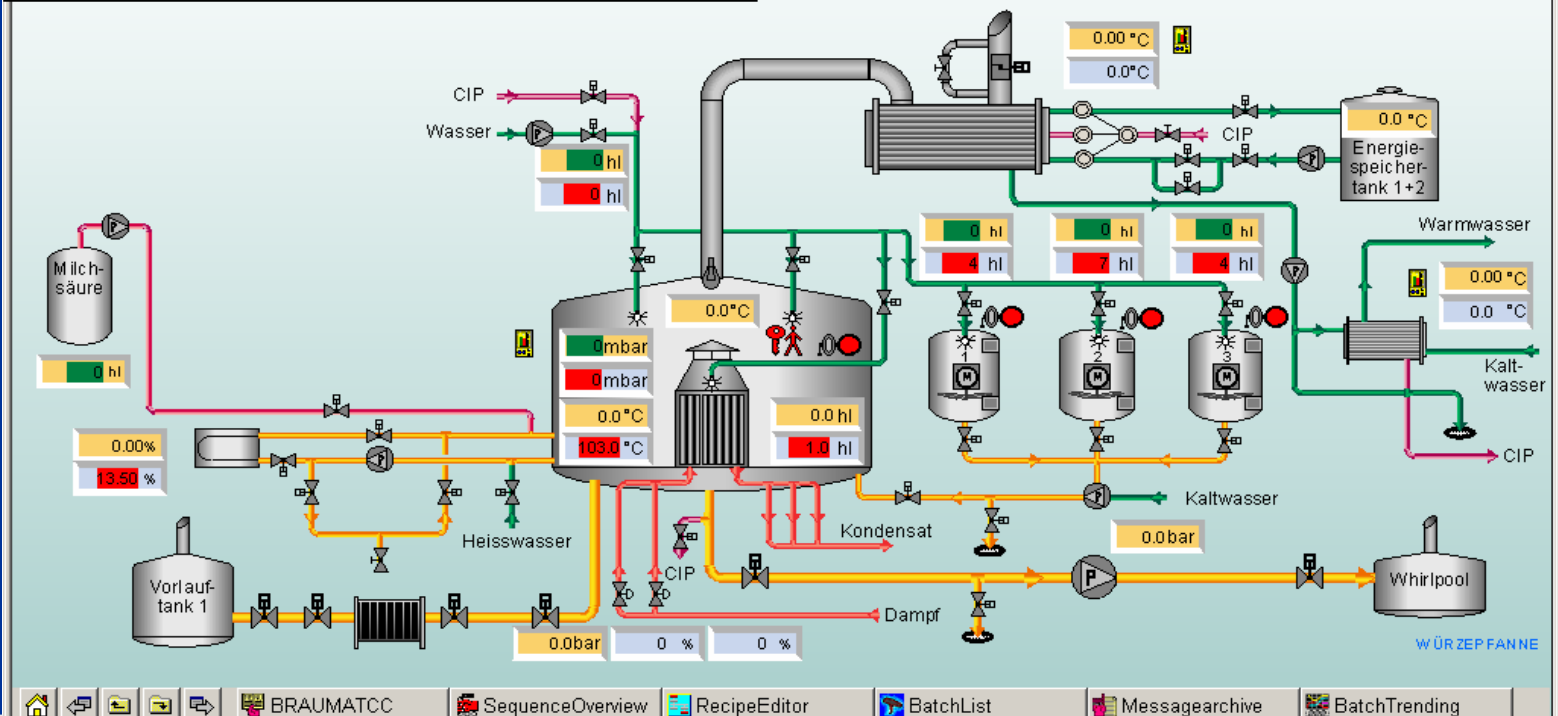 0.00 °C
0.0°C
CIP
Wasser
P
0 hl
0 hl
CIP
0.0 °C
Energie-
speicher-
tank 1+2
P
Milch-
säure
P
0 hl
0 hl
4 hl
0 hl
7 hl
0 hl
4 hl
Warmwasser
P
0.00 °C
0.0 °C
Kalt-
wasser
CIP
0.0°C
0mbar
0mbar
0.0°C
103.0 °C
0.0 hl
1.0 hl
1
M
2
M
3
M
0.00%
13.50 %
P
Heisswasser
P
Kaltwasser
Kondensat
0.0bar
CIP
Dampf
P
Vorlauf-
tank 1
Whirlpool
0.0bar
0 %
0 %
WÜRZEPFANNE
BRAUMATCC
SequenceOverview
RecipeEditor
BatchList
Messagearchive
BatchTrending